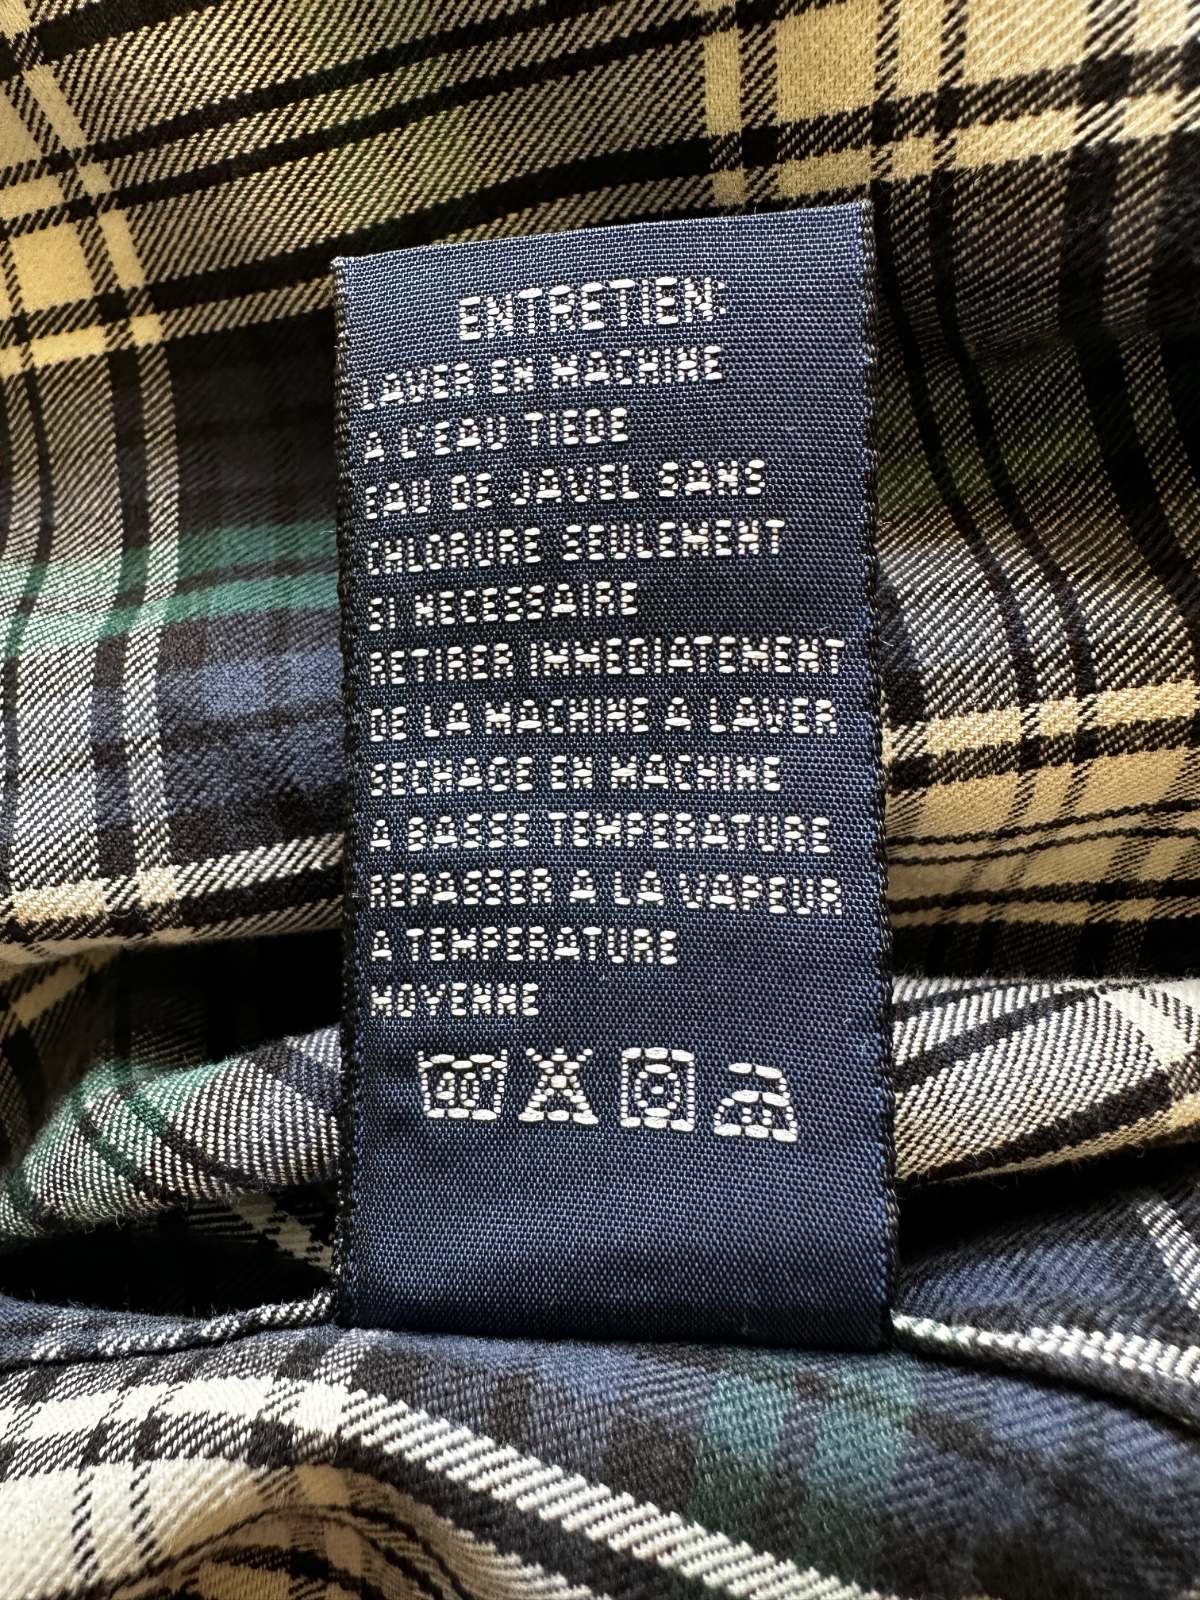 ENTRETIEN:
LAVER EN MACHINE
A L'EAU TIEDE
EAU DE JAVEL SANS
CHLORURE SEULEMENT
SI NECESSAIRE
RETIRER IMMEDIATEMENT
DE LA MACHINE A LAVER
SECHAGE EN MACHINE
A BASSE TEMPERATURE
REPASSER A LA VAPEUR
A TEMPERATURE
MOYENNE
40°